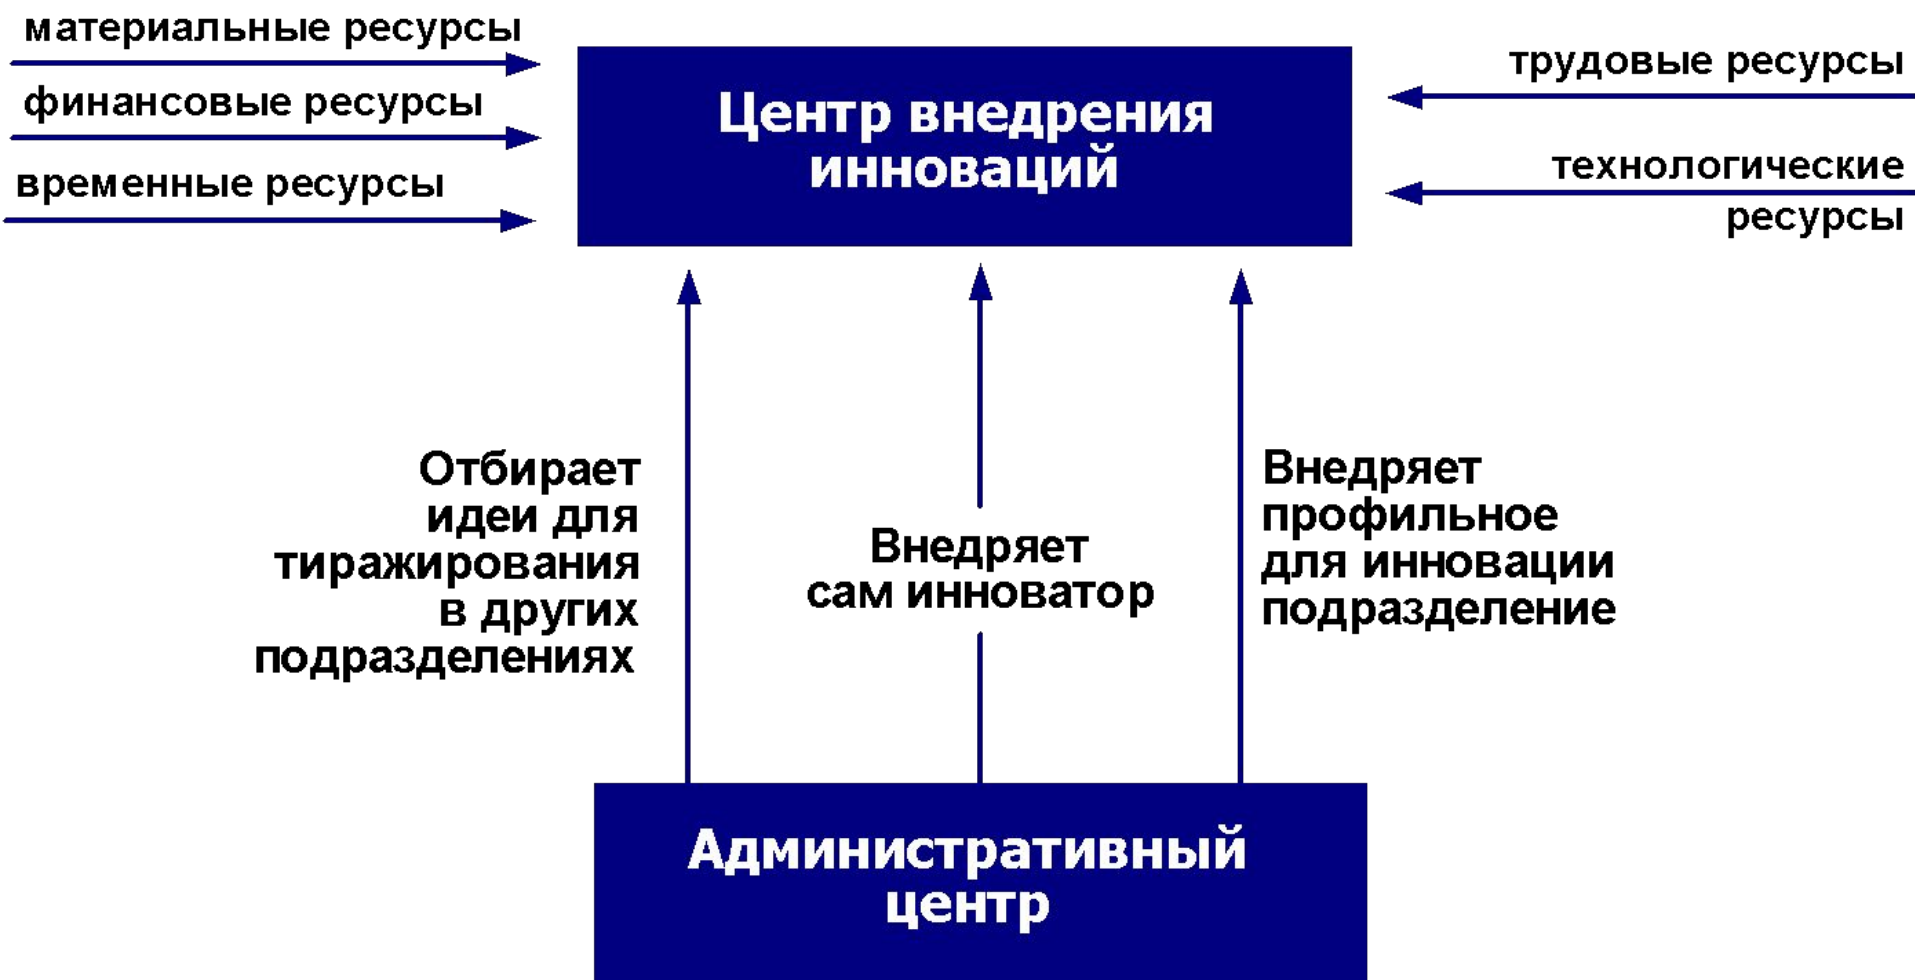 материальные ресурсы
финансовые ресурсы
временные ресурсы
Центр внедрения
инноваций
трудовые ресурсы
технологические
ресурсы
Отбирает
идеи для
тиражирования
в других
подразделениях
Внедряет
сам инноватор
Внедряет
профильное
для инновации
подразделение
Административный
центр